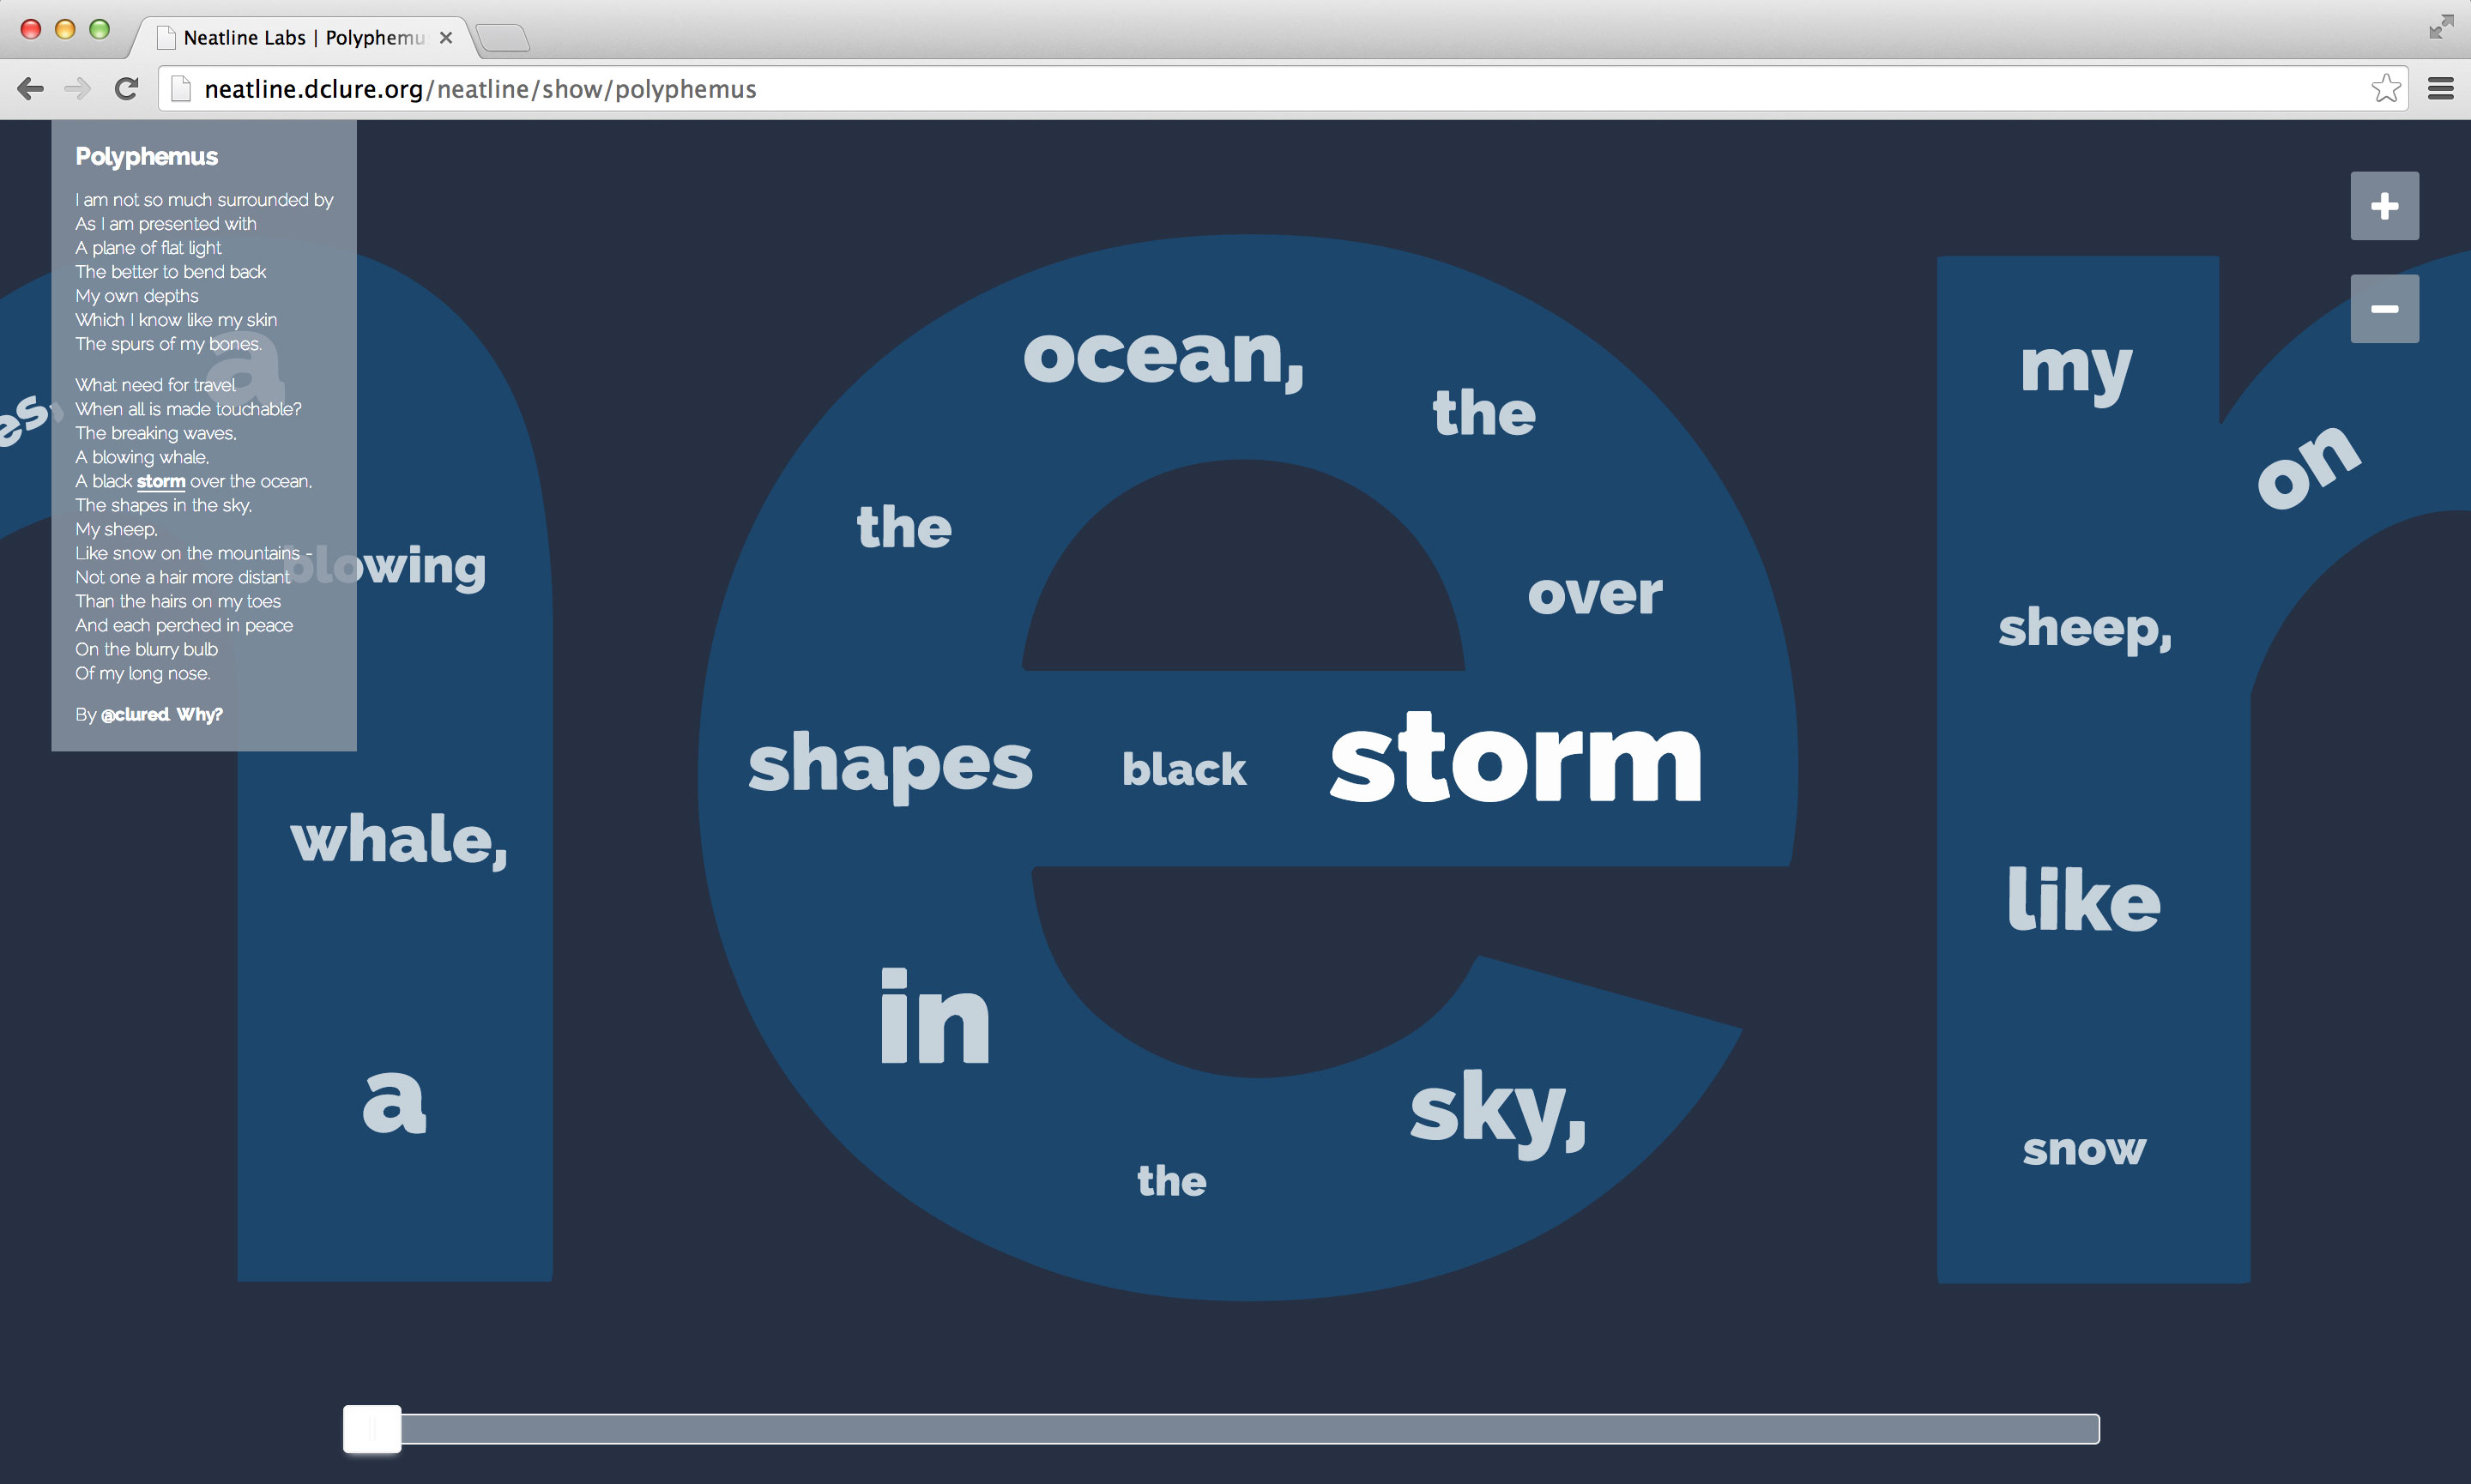 Neatline Labs | Polyphemu
neatline.dclure.org/neatline/show/polyphemus
Polyphemus
I am not so much surrounded by
As I am presented with
A plane of flat light
The better to bend back
My own depths
Which I know like my skin
The spurs of my bones.
What need for travel
When all is made touchable?
The breaking waves,
A blowing whale,
A black storm over the ocean,
The shapes in the sky,
My sheep,
Like snow on the mountains -
Not one a hair more distant
Than the hairs on my toes
And each perched in peace
On the blurry bulb
Of my long nose.
By @clured. Why?
es,
a
blowing
whale,
a
black
storm
over
the
ocean,
the
shapes
in
the
sky,
my
sheep,
like
snow
on